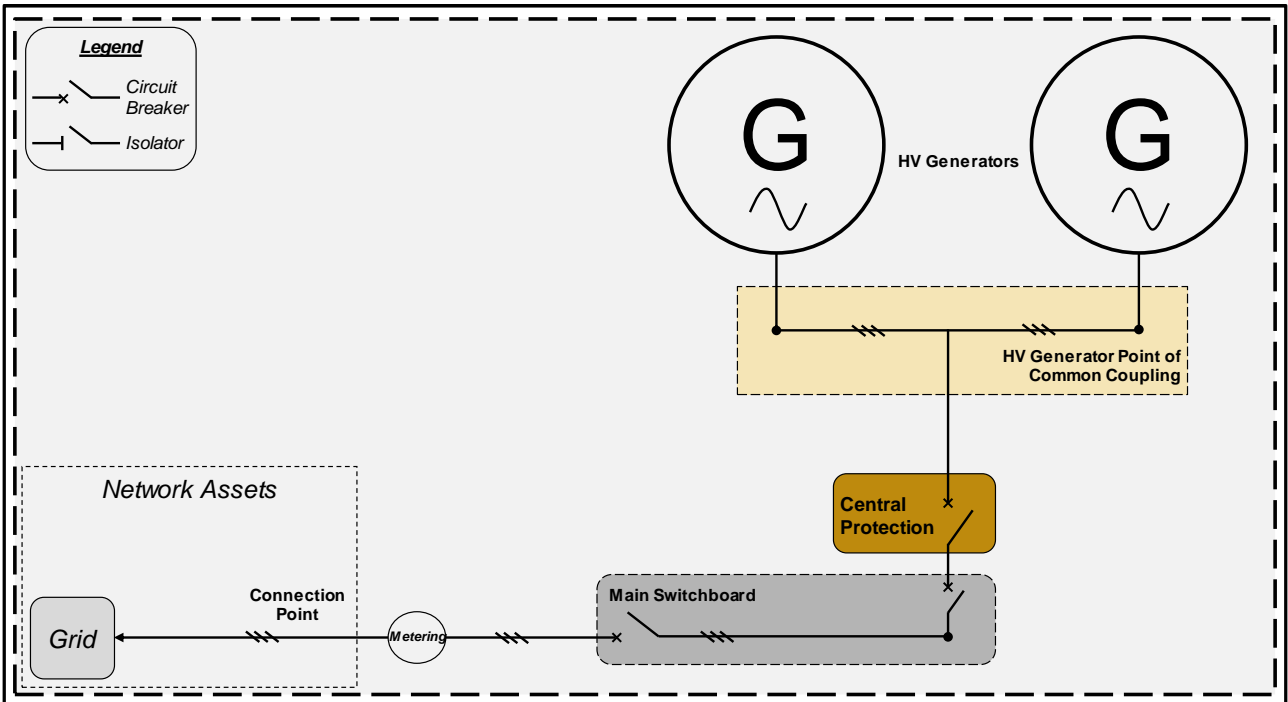 Legend
Circuit
Breaker
Isolator
G
G
HV Generators
HV Generator Point of
Common Coupling
Central
Protection
Network Assets
Connection
Point
Main Switchboard
Grid
Metering